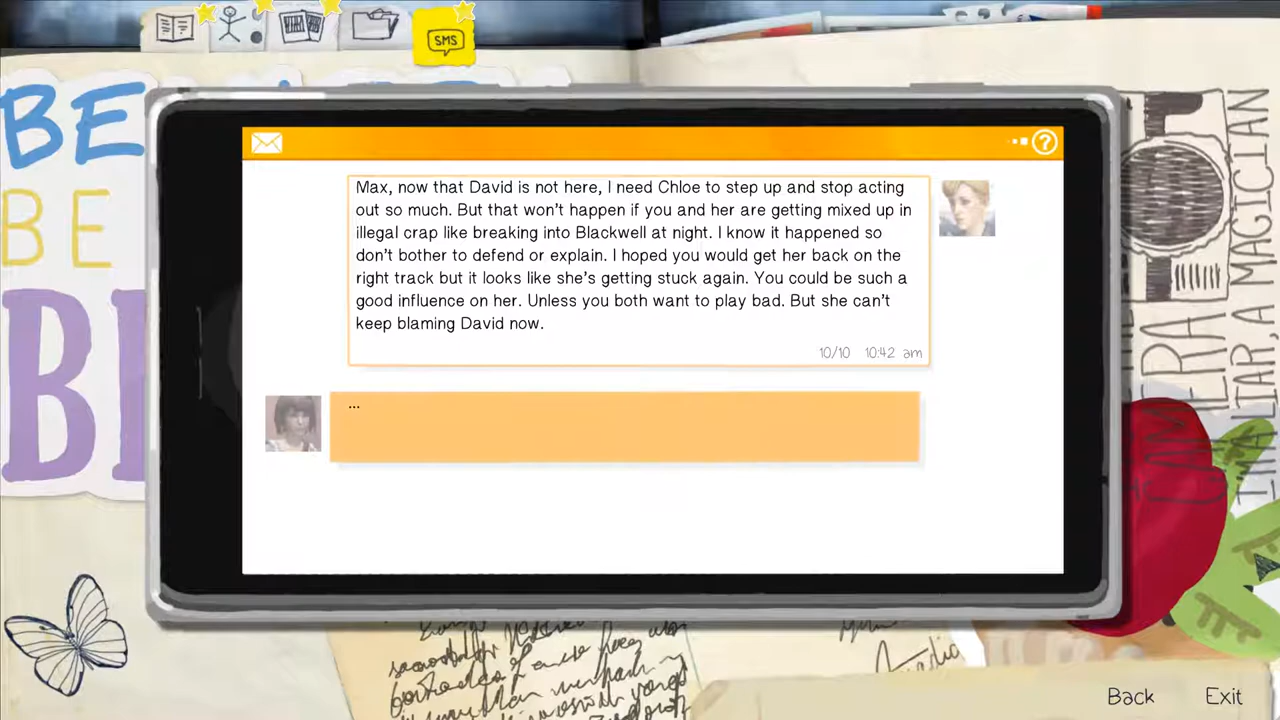 SMS
BE
BE
Max, now that David is not here, I need Chloe to step up and stop acting
out so much. But that won't happen if you and her are getting mixed up in
illegal crap like breaking into Blackwell at night. I know it happened so
don't bother to defend or explain. I hoped you would get her back on the
right track but it looks like she's getting stuck again. You could be such a
good influence on her. Unless you both want to play bad. But she can't
keep blaming David now.
10/10 10:42 am
...
A MAGICIAN
Back Exit